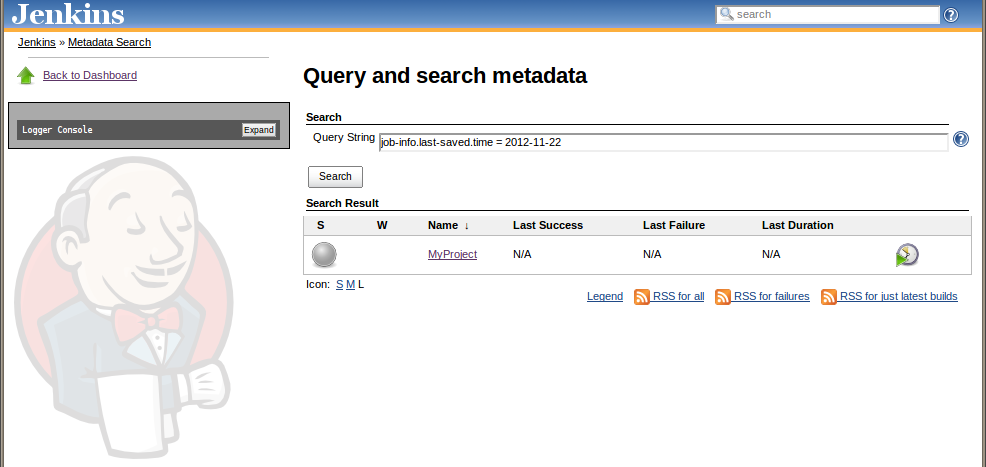 Jenkins
search
Jenkins » Metadata Search
Back to Dashboard
Logger Console Expand
Query and search metadata
Search
Query String job-info.last-saved.time = 2012-11-22
Search
Search Result
S W Name ↓ Last Success Last Failure Last Duration
MyProject N/A N/A N/A
Icon: S M L
Legend RSS for all RSS for failures RSS for just latest builds